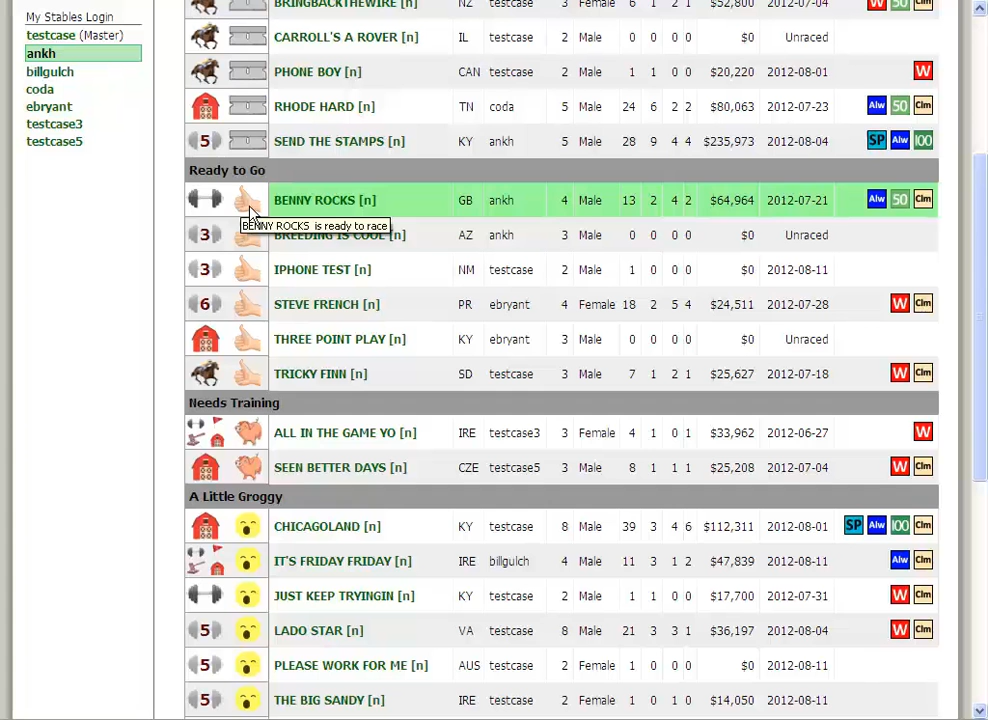 My Stables Login
testcase (Master)
ankh
billgulch
coda
ebryant
testcase3
testcase5
BRINGBACKTHEWIRE [n] NZ testcase 3 Female 6 1 2 1 $52,800 2012-07-04 W 50 Clm
CARROLL'S A ROVER [n] IL testcase 2 Male 0 0 0 0 $0 Unraced
PHONE BOY [n] CAN testcase 2 Male 1 1 0 0 $20,220 2012-08-01 W
RHODE HARD [n] TN coda 5 Male 24 6 2 2 $80,063 2012-07-23 Alw 50 Clm
5 SEND THE STAMPS [n] KY ankh 5 Male 28 9 4 4 $235,973 2012-08-04 SP Alw 100
Ready to Go
BENNY ROCKS [n] GB ankh 4 Male 13 2 4 2 $64,964 2012-07-21 Alw 50 Clm
BENNY ROCKS is ready to race
3 BREEDING IS COOL [n] AZ ankh 3 Male 0 0 0 0 $0 Unraced
3 IPHONE TEST [n] NM testcase 2 Male 1 0 0 0 $0 2012-08-11
6 STEVE FRENCH [n] PR ebryant 4 Female 18 2 5 4 $24,511 2012-07-28 W Clm
THREE POINT PLAY [n] KY ebryant 3 Male 0 0 0 0 $0 Unraced
TRICKY FINN [n] SD testcase 3 Male 7 1 2 1 $25,627 2012-07-18 W Clm
Needs Training
ALL IN THE GAME YO [n] IRE testcase3 3 Female 4 1 0 1 $33,962 2012-06-27 W
SEEN BETTER DAYS [n] CZE testcase5 3 Male 8 1 1 1 $25,208 2012-07-04 W Clm
A Little Groggy
CHICAGOLAND [n] KY testcase 8 Male 39 3 4 6 $112,311 2012-08-01 SP Alw 100 Clm
IT'S FRIDAY FRIDAY [n] IRE billgulch 4 Male 11 3 1 2 $47,839 2012-08-11 Alw Clm
JUST KEEP TRYINGIN [n] KY testcase 2 Male 1 1 0 0 $17,700 2012-07-31 W Clm
5 LADO STAR [n] VA testcase 8 Male 21 3 3 1 $36,197 2012-08-04 W Clm
5 PLEASE WORK FOR ME [n] AUS testcase 2 Female 1 0 0 0 $0 2012-08-11
5 THE BIG SANDY [n] IRE testcase 2 Female 1 0 1 0 $14,050 2012-08-11